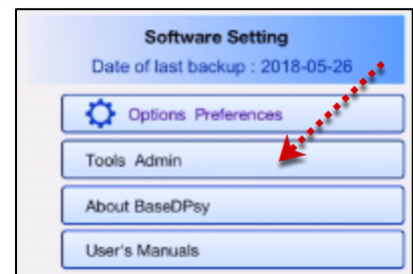 Software Setting
Date of last backup : 2018-05-26
Options Preferences
Tools Admin
About BaseDPsy
User's Manuals